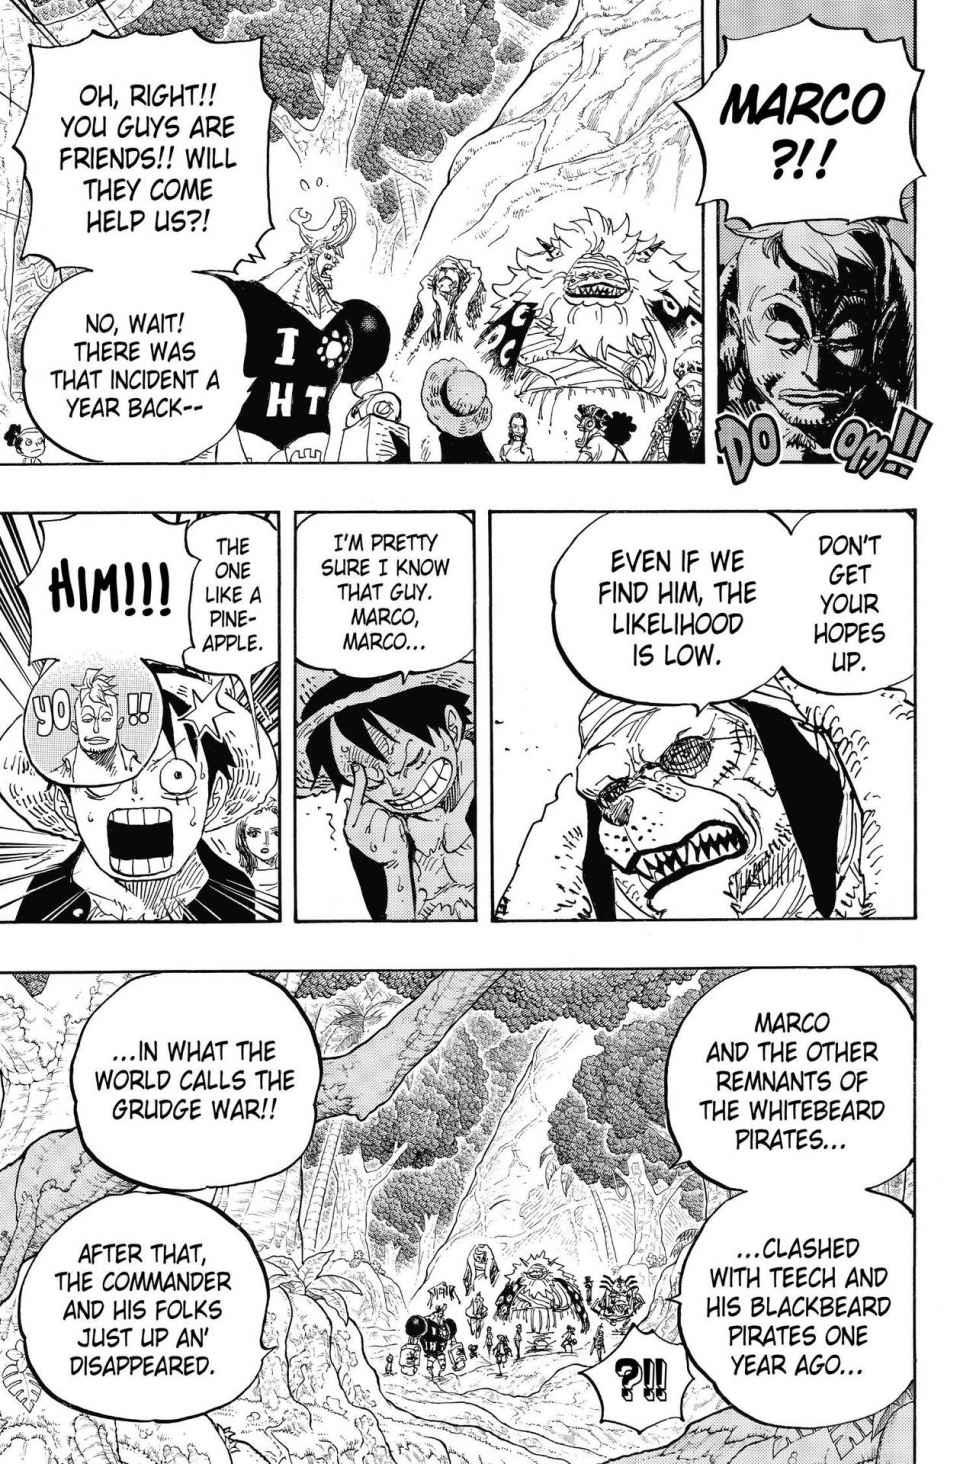 MARCO
?!!
DOOM!!
OH, RIGHT!!
YOU GUYS ARE
FRIENDS!! WILL
THEY COME
HELP US?!
NO, WAIT!
THERE WAS
THAT INCIDENT A
YEAR BACK--
I
HT
DON'T
GET
YOUR
HOPES
UP.
EVEN IF WE
FIND HIM, THE
LIKELIHOOD
IS LOW.
I'M PRETTY
SURE I KNOW
THAT GUY.
MARCO,
MARCO...
THE
ONE
LIKE A
PINE-
APPLE.
HIM!!!
YO!!
MARCO
AND THE OTHER
REMNANTS OF
THE WHITEBEARD
PIRATES...
...CLASHED
WITH TEECH AND
HIS BLACKBEARD
PIRATES ONE
YEAR AGO...
?!!
...IN WHAT THE
WORLD CALLS THE
GRUDGE WAR!!
AFTER THAT,
THE COMMANDER
AND HIS FOLKS
JUST UP AN'
DISAPPEARED.